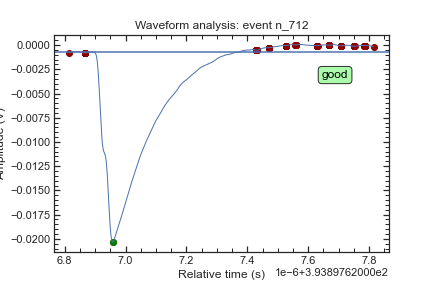 Waveform analysis: event n_712
0.0000
−0.0025
−0.0050
−0.0075
−0.0100
−0.0125
−0.0150
−0.0175
−0.0200
(V)
good
6.8 7.0 7.2 7.4 7.6 7.8
Relative time (s) 1e-6+3.9389762000e2